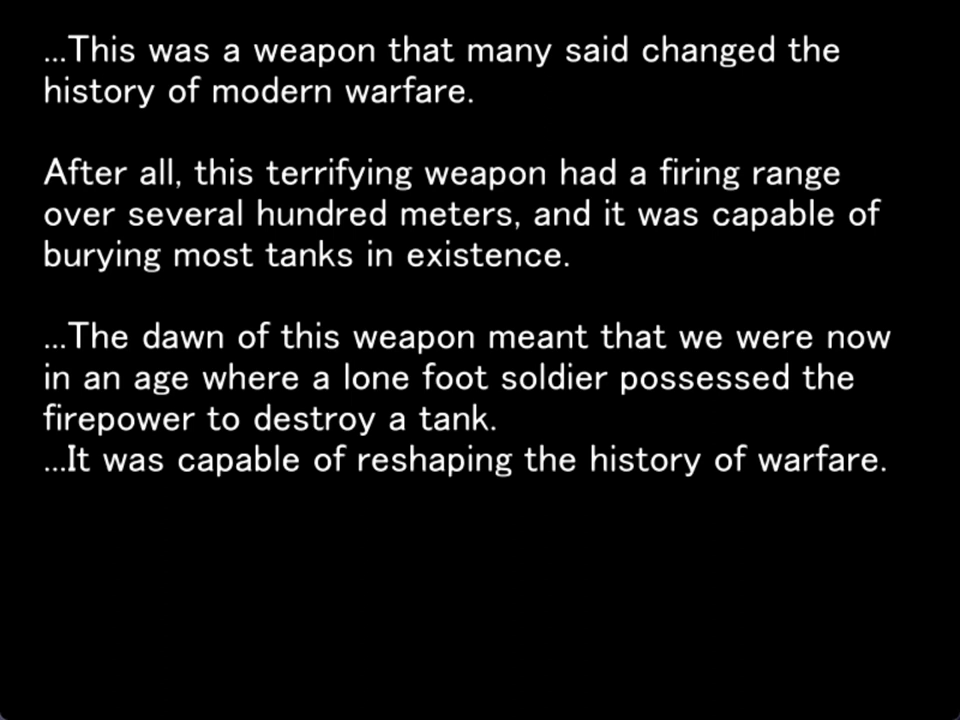 ...This was a weapon that many said changed the
history of modern warfare.
After all, this terrifying weapon had a firing range
over several hundred meters, and it was capable of
burying most tanks in existence.
...The dawn of this weapon meant that we were now
in an age where a lone foot soldier possessed the
firepower to destroy a tank.
...It was capable of reshaping the history of warfare.